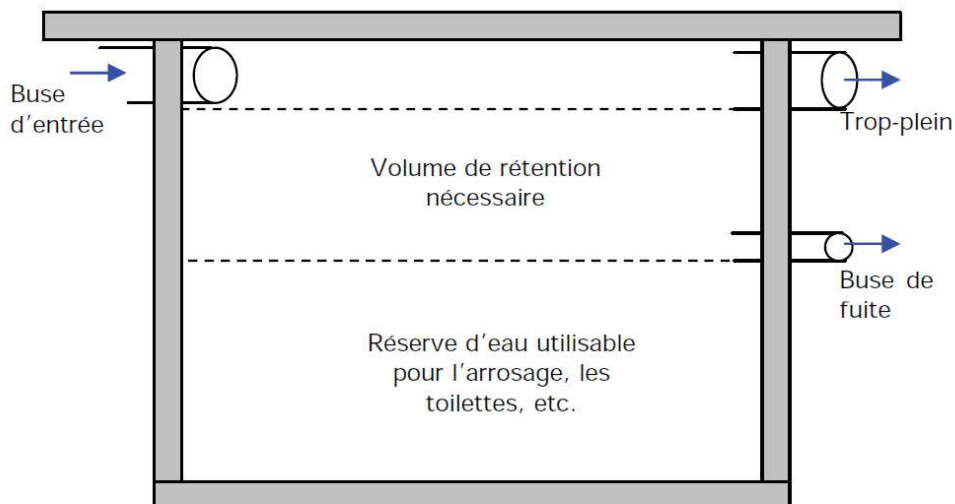 Buse
d'entrée
Trop-plein
Volume de rétention
nécessaire
Buse de
fuite
Réserve d'eau utilisable
pour l'arrosage, les
toilettes, etc.